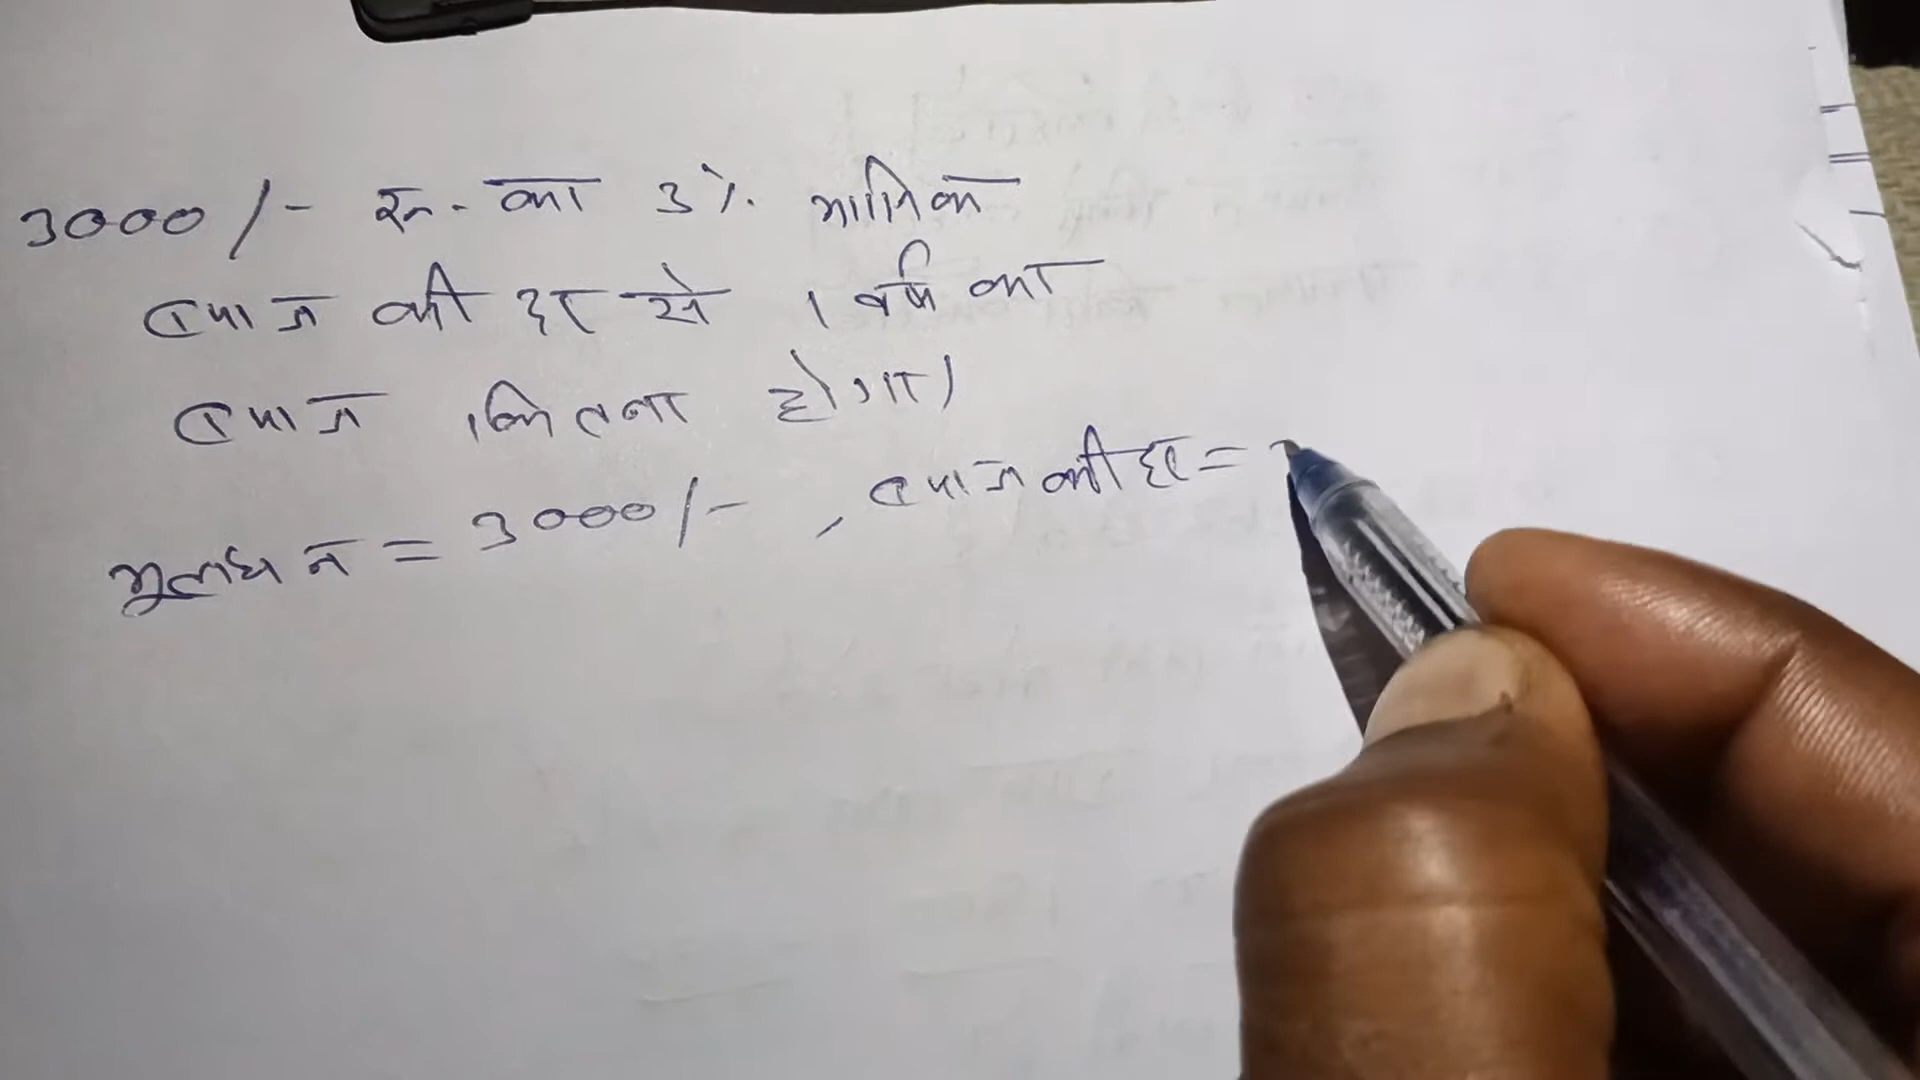 3000/- रु. का 3% मासिक
ब्याज की दर से 1 वर्ष का
ब्याज कितना होगा।
मूलधन = 3000/- , ब्याज की दर =